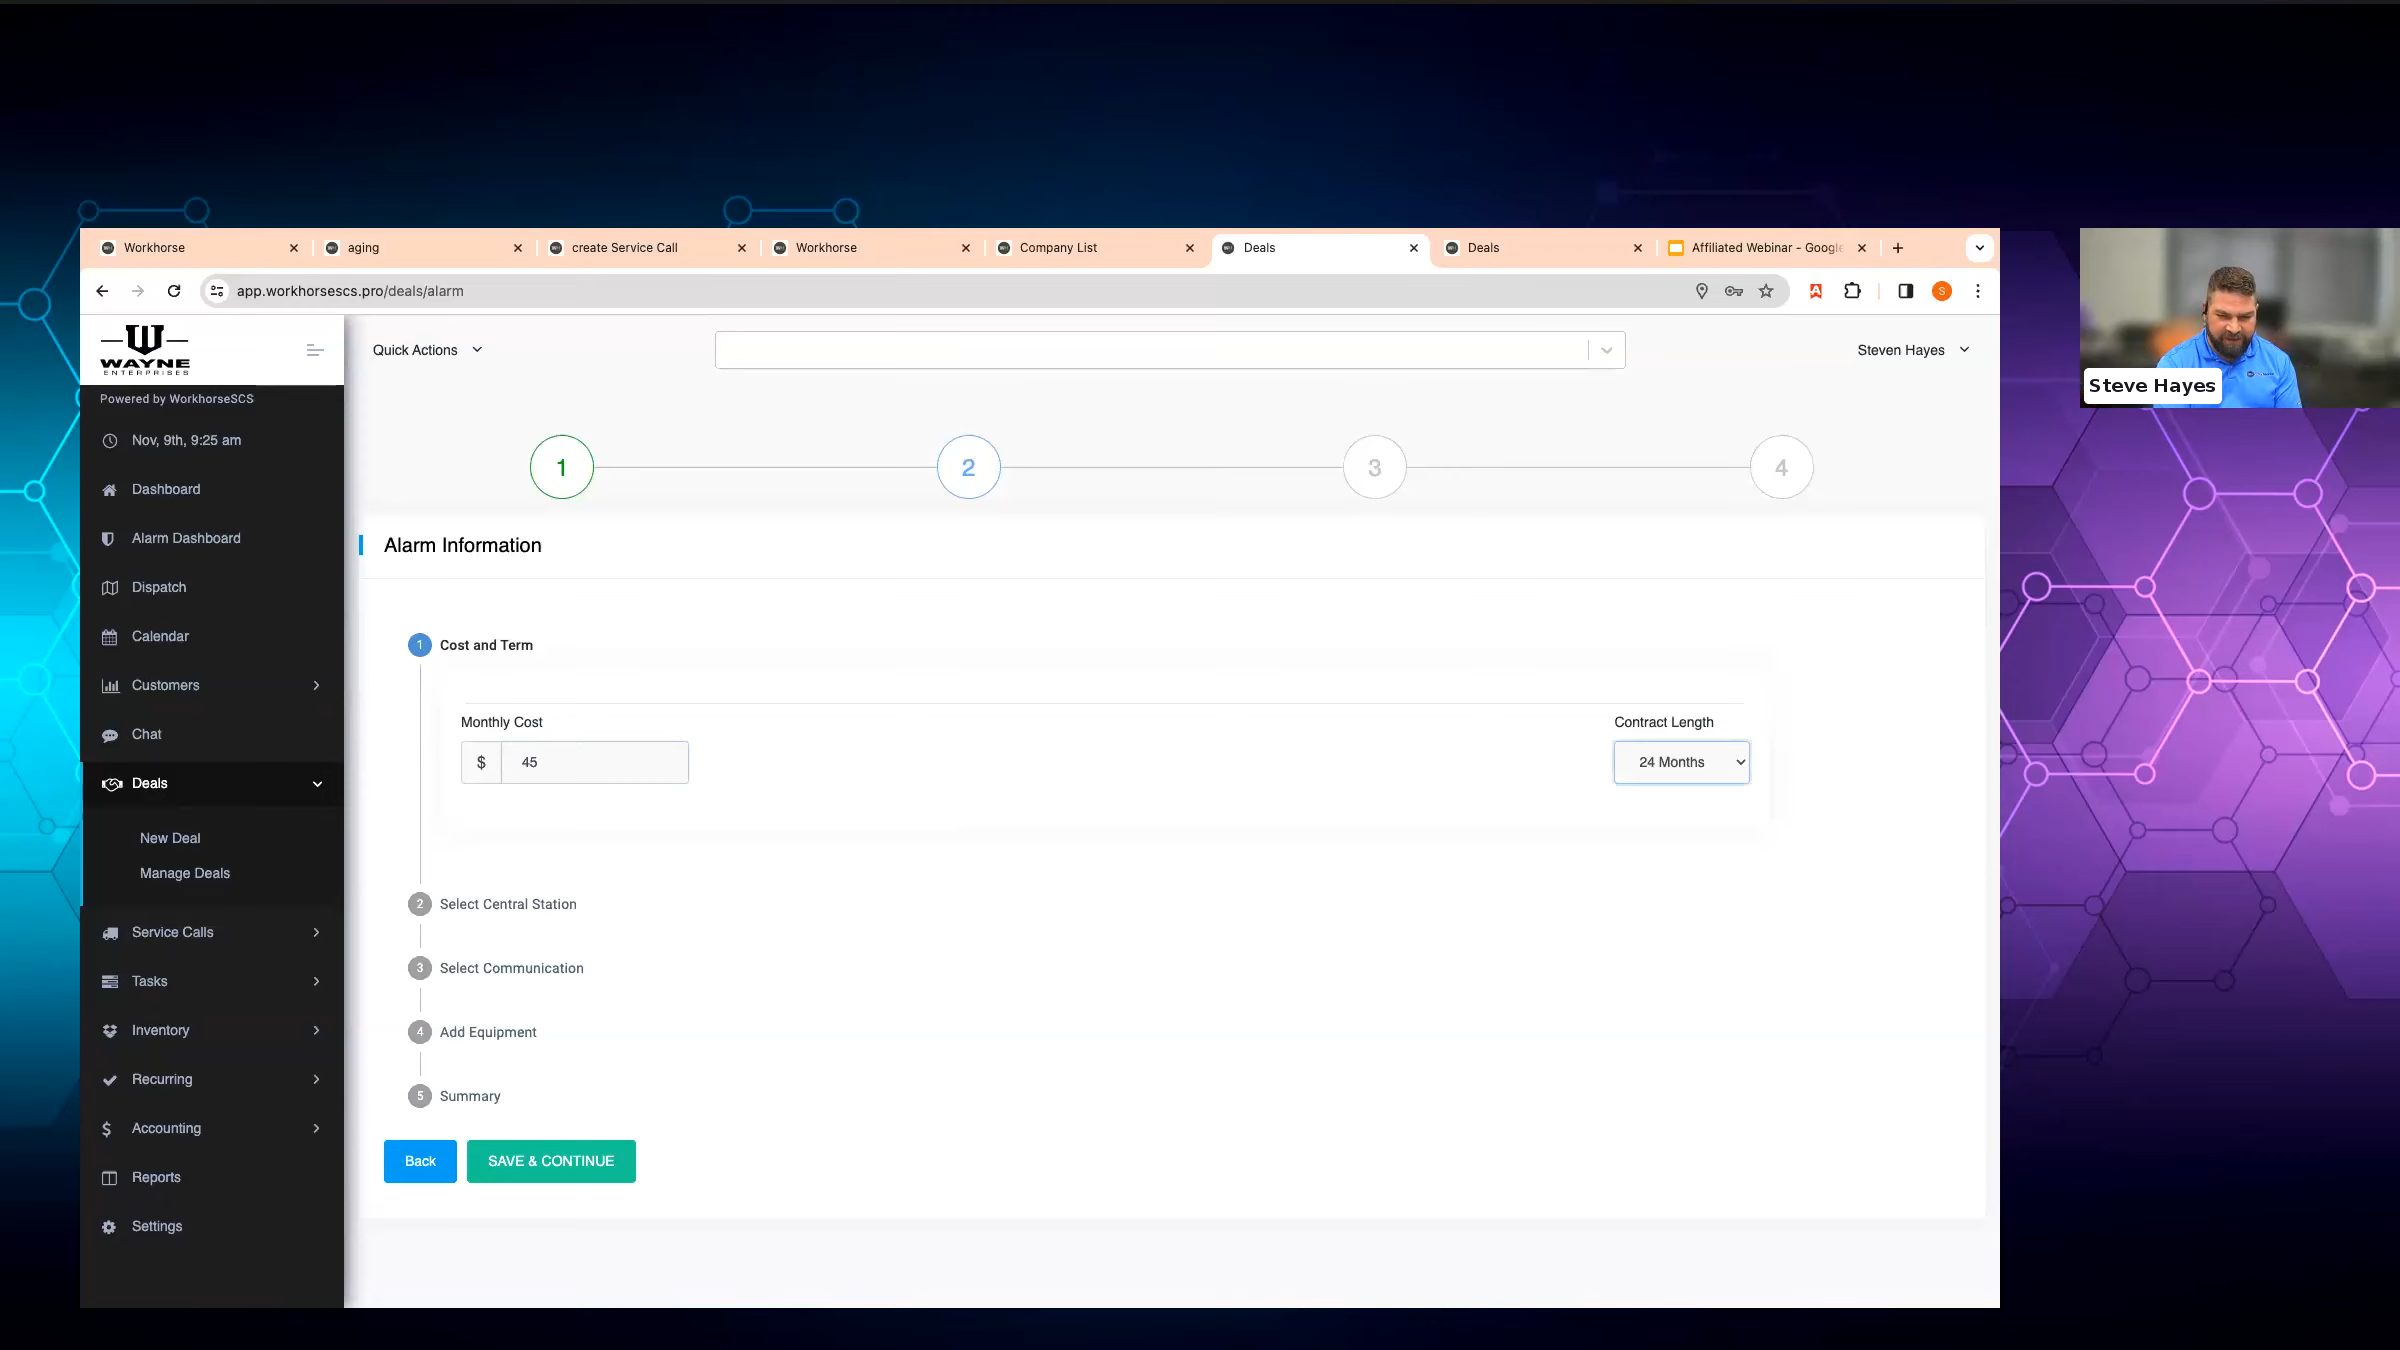 Workhorse
aging
create Service Call
Workhorse
Company List
Deals
Deals
Affiliated Webinar - Google
app.workhorsescs.pro/deals/alarm
S
WAYNE
ENTERPRISES
Quick Actions
Steven Hayes
Steve Hayes
Powered by WorkhorseSCS
Nov, 9th, 9:25 am
Dashboard
Alarm Dashboard
Dispatch
Calendar
Customers
Chat
Deals
New Deal
Manage Deals
Service Calls
Tasks
Inventory
Recurring
Accounting
Reports
Settings
1
2
3
4
Alarm Information
1 Cost and Term
Monthly Cost
Contract Length
$ 45
24 Months
2 Select Central Station
3 Select Communication
4 Add Equipment
5 Summary
Back
SAVE & CONTINUE